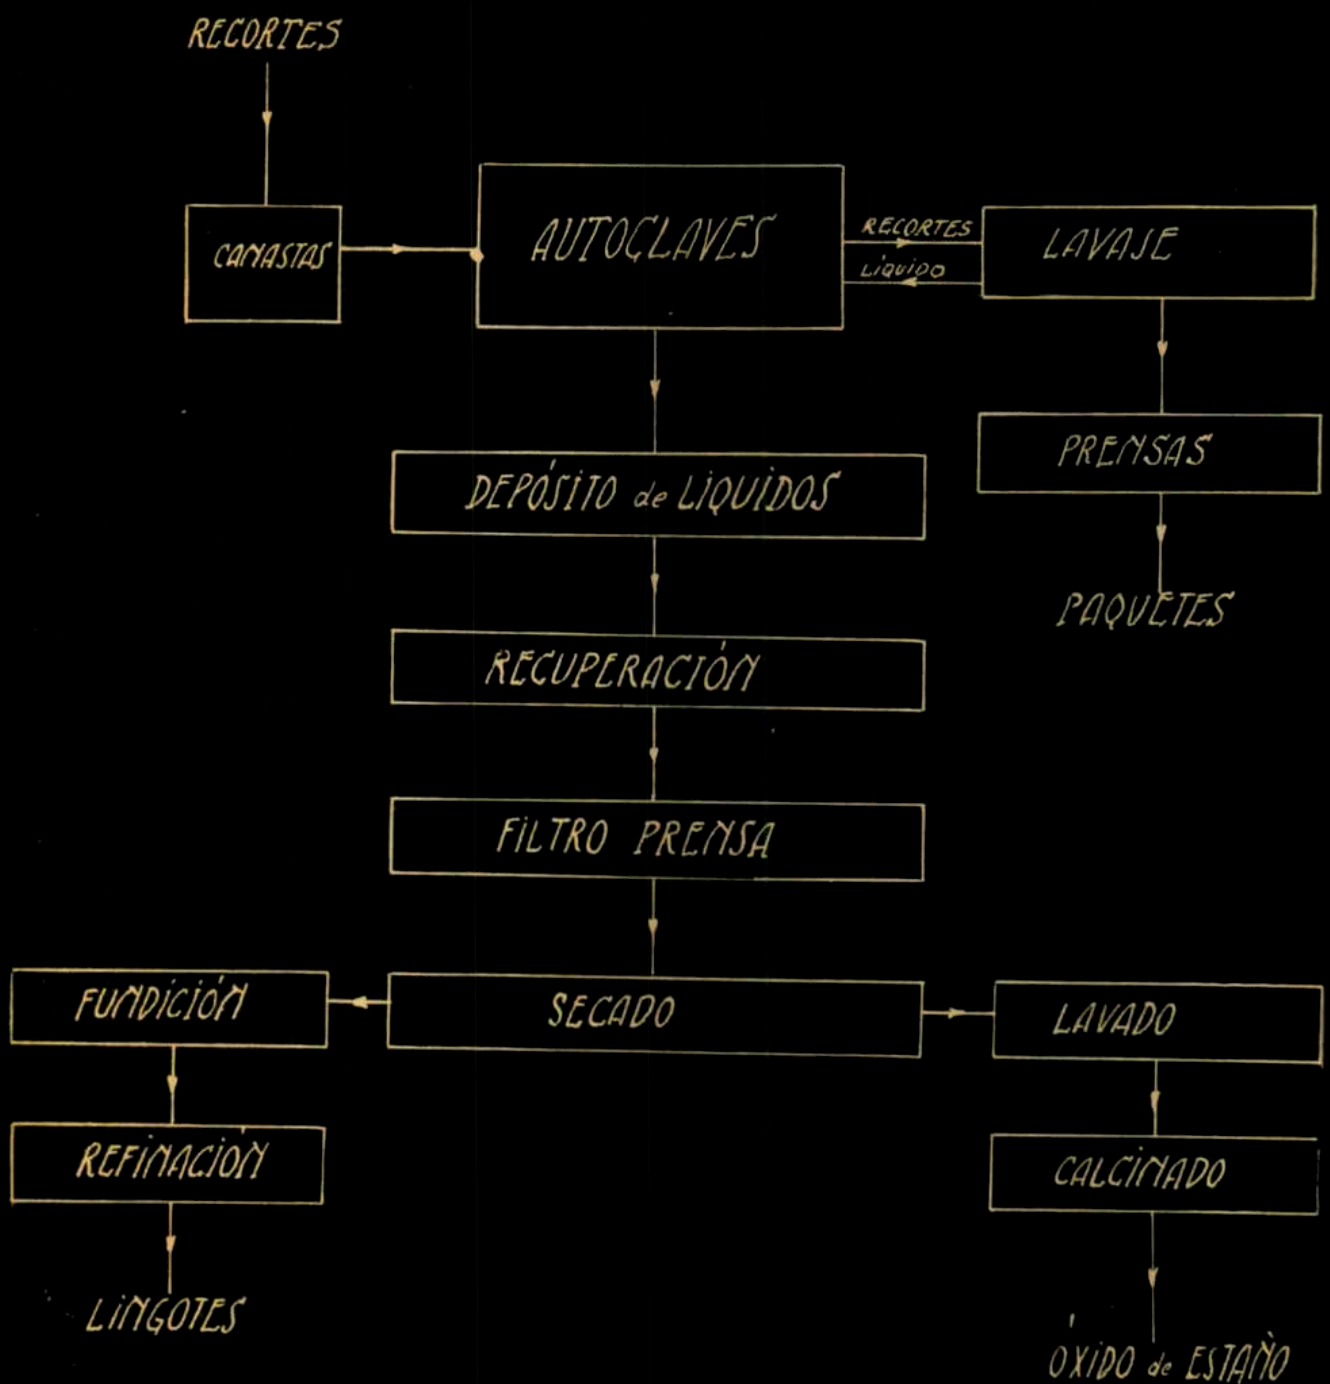 RECORTES
CANASTAS
AUTOCLAVES
RECORTES
LÍQUIDO
LAVAJE
PRENSAS
PAQUETES
DEPÓSITO de LIQUIDOS
RECUPERACIÓN
FILTRO PRENSA
SECADO
FUNDICIÓN
REFINACIÓN
LINGOTES
LAVADO
CALCINADO
ÓXIDO de ESTAÑO